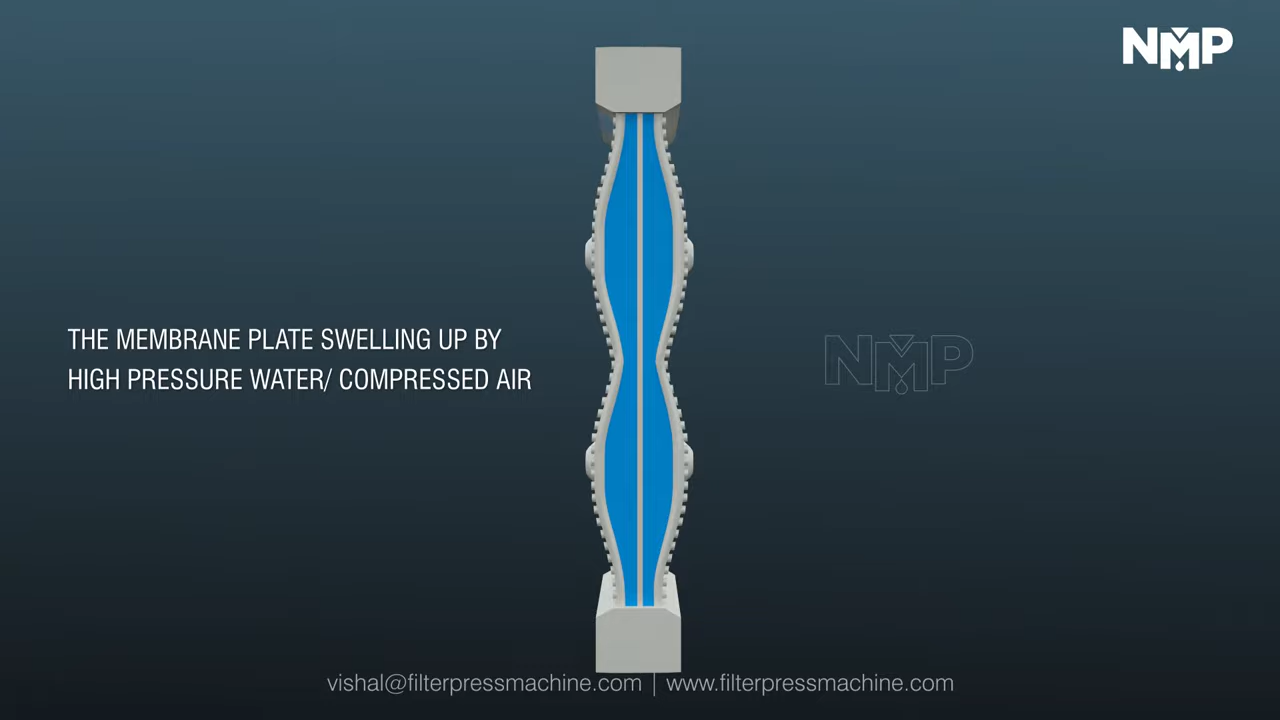 NMP
THE MEMBRANE PLATE SWELLING UP BY
HIGH PRESSURE WATER/ COMPRESSED AIR
NMP
vishal@filterpressmachine.com | www.filterpressmachine.com